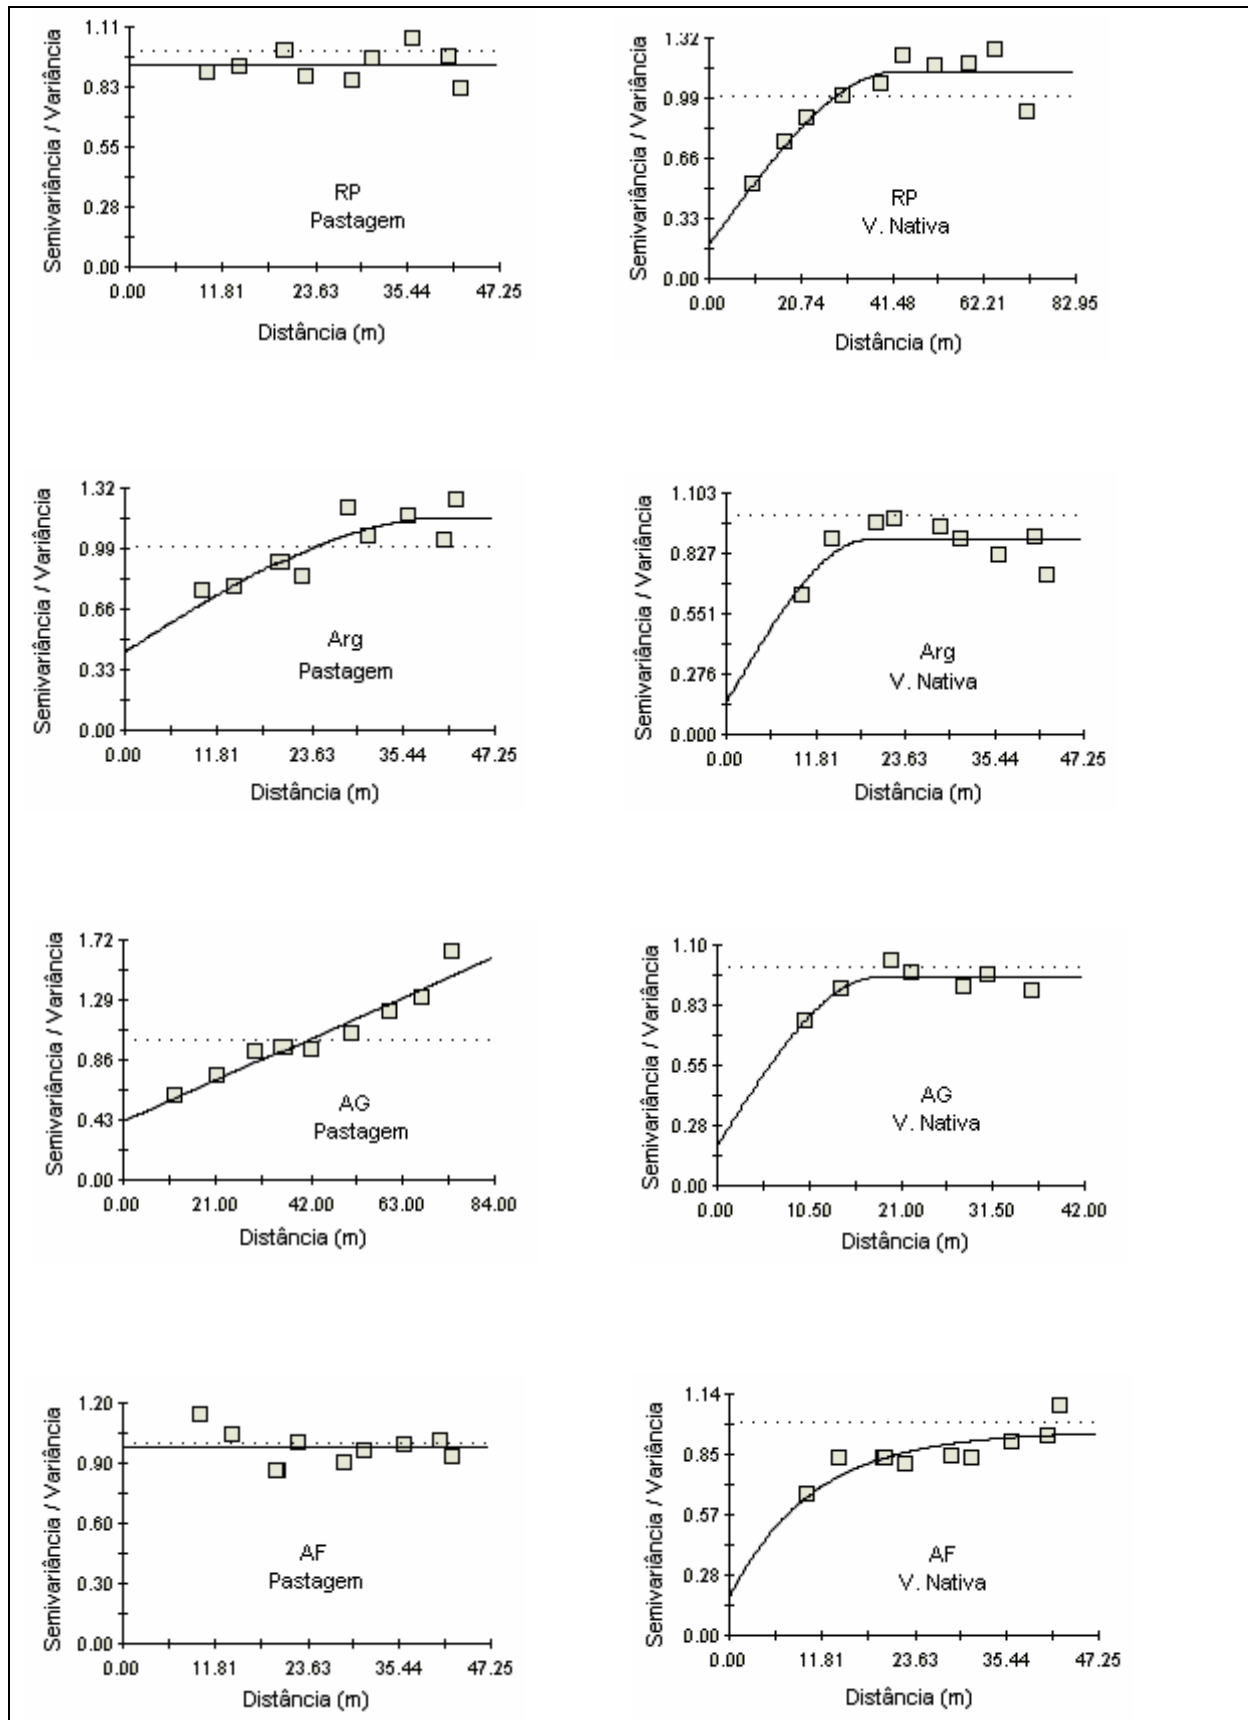 Semivariância / Variância
1.11
0.83
0.55
0.28
0.00
RP
Pastagem
0.00 11.81 23.63 35.44 47.25
Distância (m)
Semivariância / Variância
1.32
0.99
0.66
0.33
0.00
RP
V. Nativa
0.00 20.74 41.48 62.21 82.95
Distância (m)
Semivariância / Variância
1.32
0.99
0.66
0.33
0.00
Arg
Pastagem
0.00 11.81 23.63 35.44 47.25
Distância (m)
Semivariância / Variância
1.103
0.827
0.551
0.276
0.000
Arg
V. Nativa
0.00 11.81 23.63 35.44 47.25
Distância (m)
Semivariância / Variância
1.72
1.29
0.86
0.43
0.00
AG
Pastagem
0.00 21.00 42.00 63.00 84.00
Distância (m)
Semivariância / Variância
1.10
0.83
0.55
0.28
0.00
AG
V. Nativa
0.00 10.50 21.00 31.50 42.00
Distância (m)
Semivariância / Variância
1.20
0.90
0.60
0.30
0.00
AF
Pastagem
0.00 11.81 23.63 35.44 47.25
Distância (m)
Semivariância / Variância
1.14
0.85
0.57
0.28
0.00
AF
V. Nativa
0.00 11.81 23.63 35.44 47.25
Distância (m)